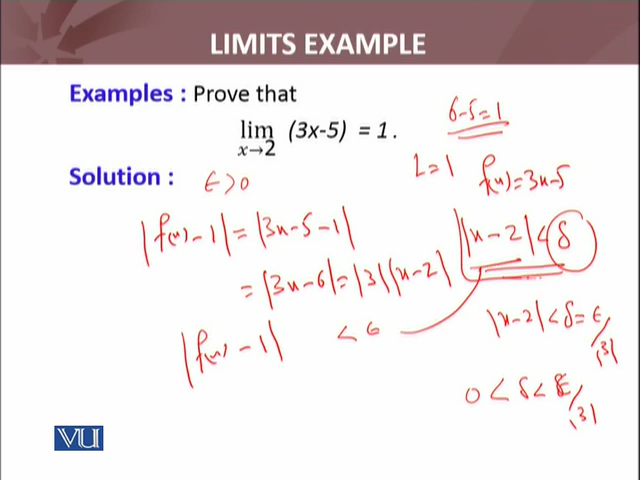 LIMITS EXAMPLE
Examples : Prove that
6-5=1
lim (3x-5) = 1.
x→2
L=1 f(x)=3x-5
Solution : ϵ>0
|f(x)-1|=|3x-5-1| ||x-2|<δ
=|3x-6|=|3||x-2|
|x-2|<δ=ϵ/|3|
|f(x)-1| <ϵ
0<δ<ϵ/|3|
VU